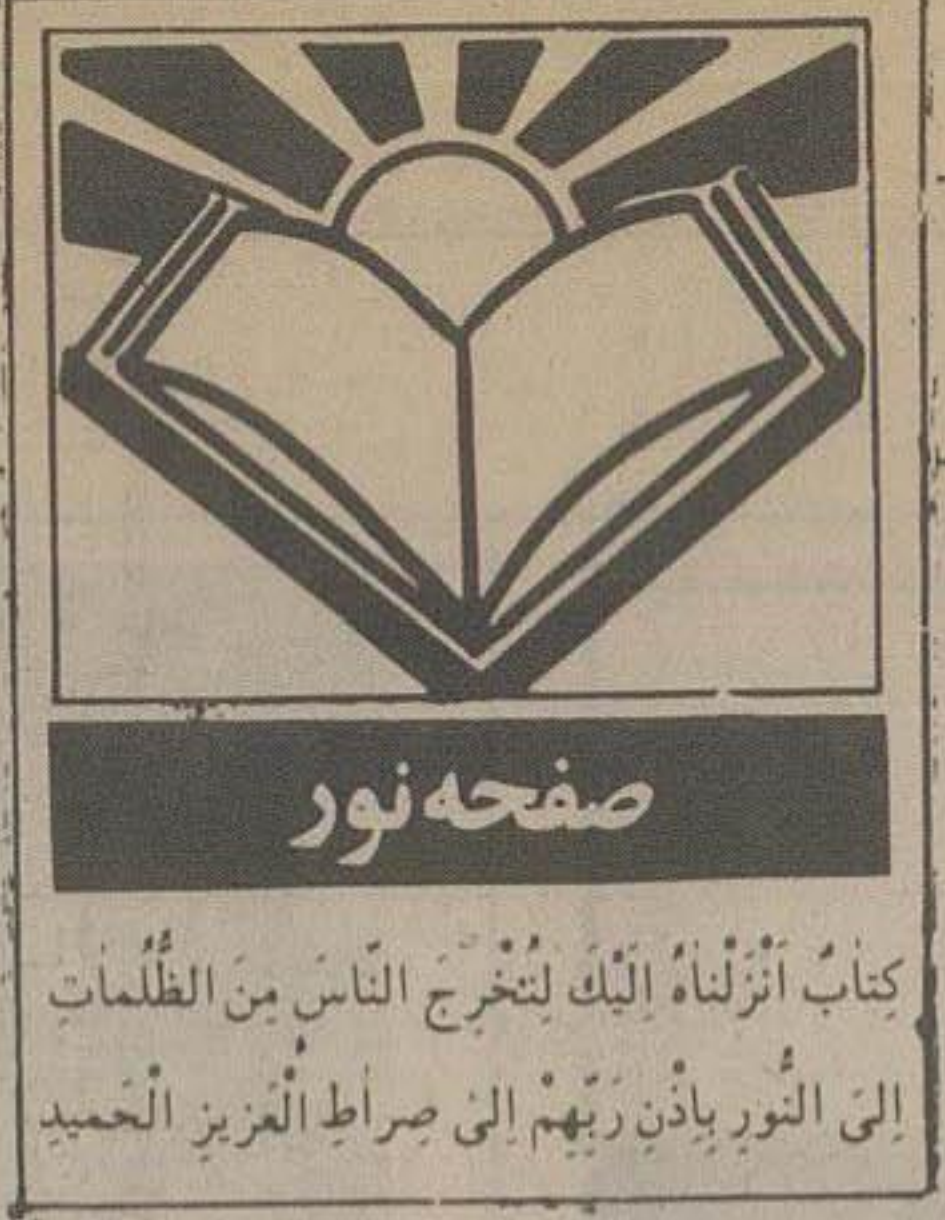 صفحه نور
كِتابٌ اَنْزَلْناهُ اِلَيْكَ لِتُخْرِجَ النّاسَ مِنَ الظُّلُماتِ
اِلَى النُّورِ بِاِذْنِ رَبِّهِمْ اِلىٰ صِراطِ الْعَزيزِ الْحَميدِ